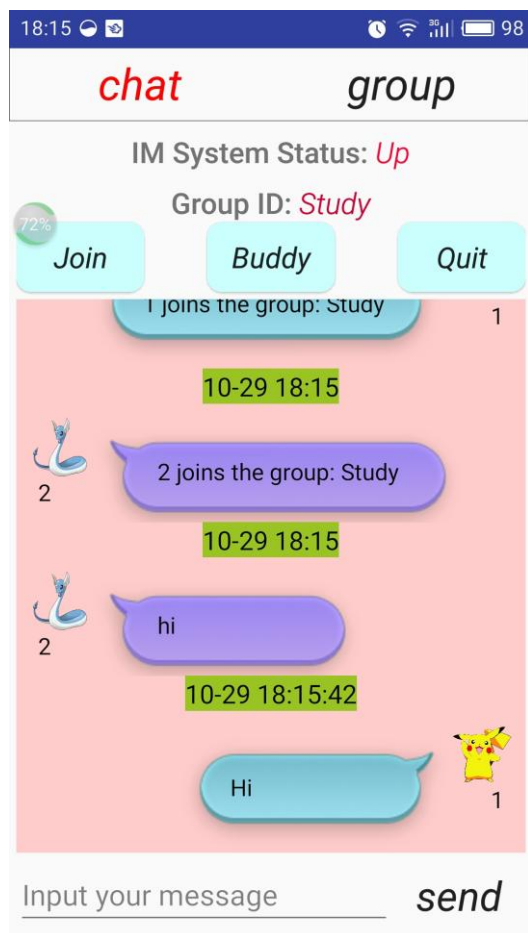 18:15 98
chat group
IM System Status: Up
Group ID: Study
72%
Join Buddy Quit
1 joins the group: Study
1
10-29 18:15
2 joins the group: Study
2
10-29 18:15
hi
2
10-29 18:15:42
Hi
1
Input your message send